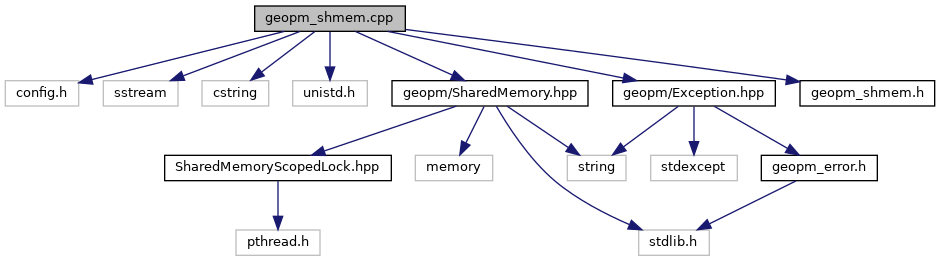 geopm_shmem.cpp
config.h
sstream
cstring
unistd.h
geopm/SharedMemory.hpp
geopm/Exception.hpp
geopm_shmem.h
SharedMemoryScopedLock.hpp
memory
string
stdexcept
geopm_error.h
pthread.h
stdlib.h